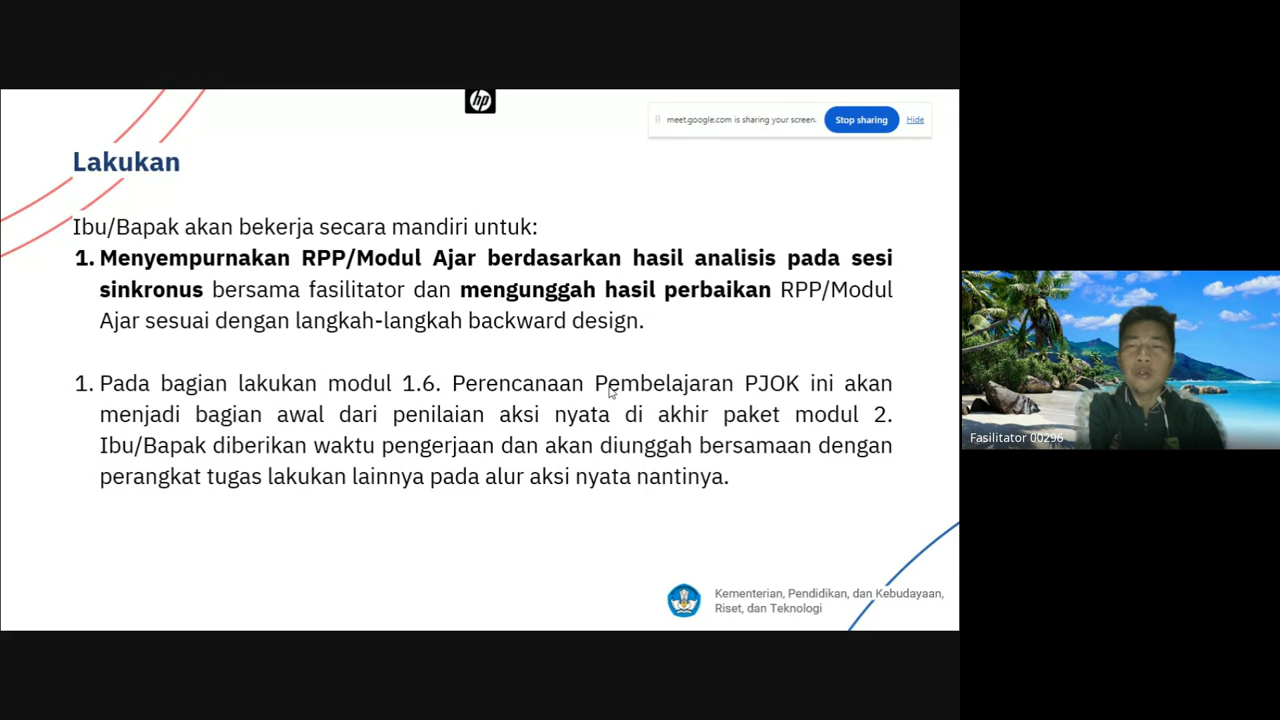 hp
meet.google.com is sharing your screen.
Stop sharing
Hide
Lakukan
Ibu/Bapak akan bekerja secara mandiri untuk:
1. Menyempurnakan RPP/Modul Ajar berdasarkan hasil analisis pada sesi
sinkronus bersama fasilitator dan mengunggah hasil perbaikan RPP/Modul
Ajar sesuai dengan langkah-langkah backward design.
1. Pada bagian lakukan modul 1.6. Perencanaan Pembelajaran PJOK ini akan
menjadi bagian awal dari penilaian aksi nyata di akhir paket modul 2.
Ibu/Bapak diberikan waktu pengerjaan dan akan diunggah bersamaan dengan
perangkat tugas lakukan lainnya pada alur aksi nyata nantinya.
Kementerian, Pendidikan, dan Kebudayaan,
Riset, dan Teknologi
Fasilitator 00296